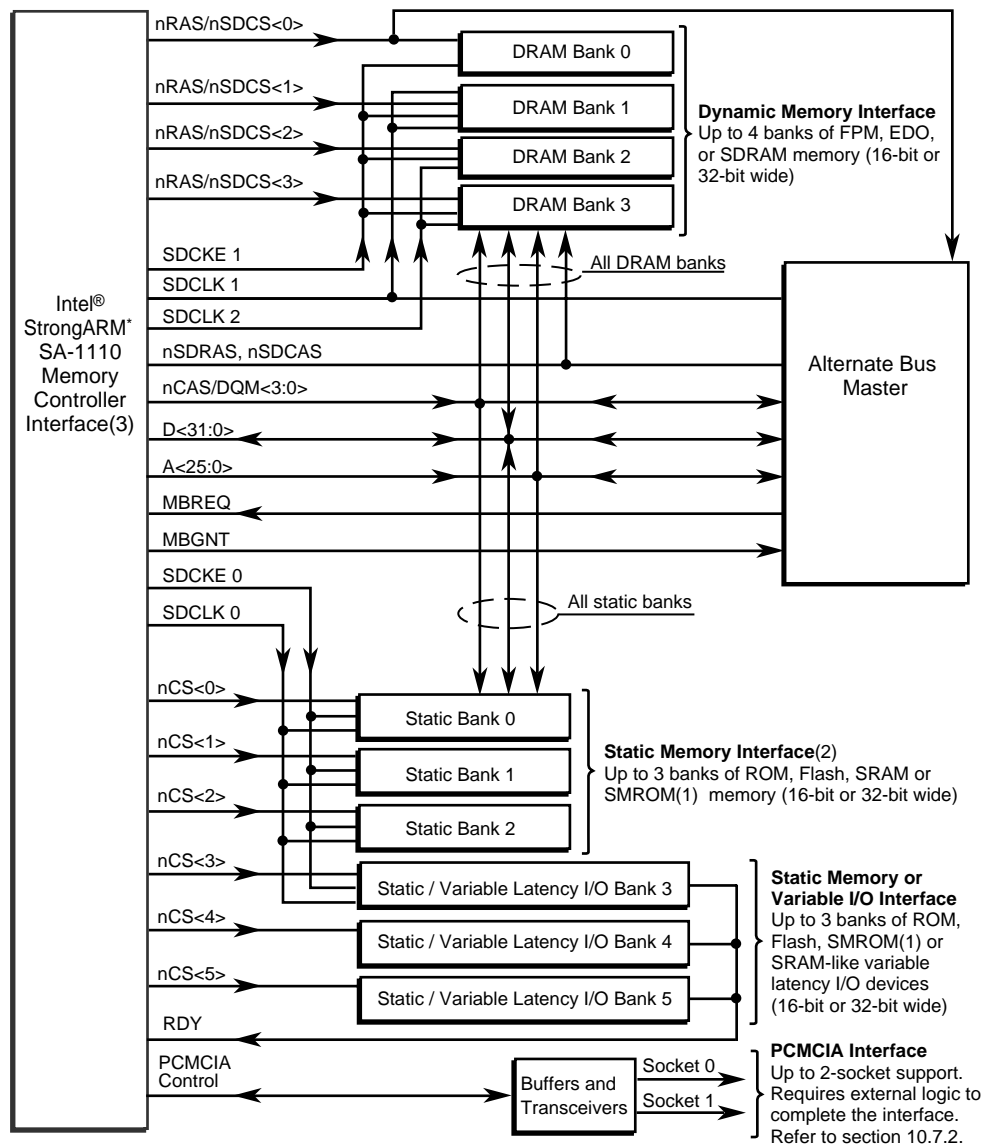 nRAS/nSDCS<0>
DRAM Bank 0
nRAS/nSDCS<1>
DRAM Bank 1
Dynamic Memory Interface
Up to 4 banks of FPM, EDO,
or SDRAM memory (16-bit or
32-bit wide)
nRAS/nSDCS<2>
DRAM Bank 2
nRAS/nSDCS<3>
DRAM Bank 3
SDCKE 1
All DRAM banks
SDCLK 1
SDCLK 2
Intel®
StrongARM*
SA-1110
Memory
Controller
Interface(3)
nSDRAS, nSDCAS
Alternate Bus
Master
nCAS/DQM<3:0>
D<31:0>
A<25:0>
MBREQ
MBGNT
SDCKE 0
SDCLK 0
All static banks
nCS<0>
Static Bank 0
nCS<1>
Static Bank 1
Static Memory Interface(2)
Up to 3 banks of ROM, Flash, SRAM or
SMROM(1) memory (16-bit or 32-bit wide)
nCS<2>
Static Bank 2
nCS<3>
Static / Variable Latency I/O Bank 3
nCS<4>
Static / Variable Latency I/O Bank 4
nCS<5>
Static / Variable Latency I/O Bank 5
Static Memory or
Variable I/O Interface
Up to 3 banks of ROM,
Flash, SMROM(1) or
SRAM-like variable
latency I/O devices
(16-bit or 32-bit wide)
RDY
PCMCIA
Control
Buffers and
Transceivers
Socket 0
Socket 1
PCMCIA Interface
Up to 2-socket support.
Requires external logic to
complete the interface.
Refer to section 10.7.2.